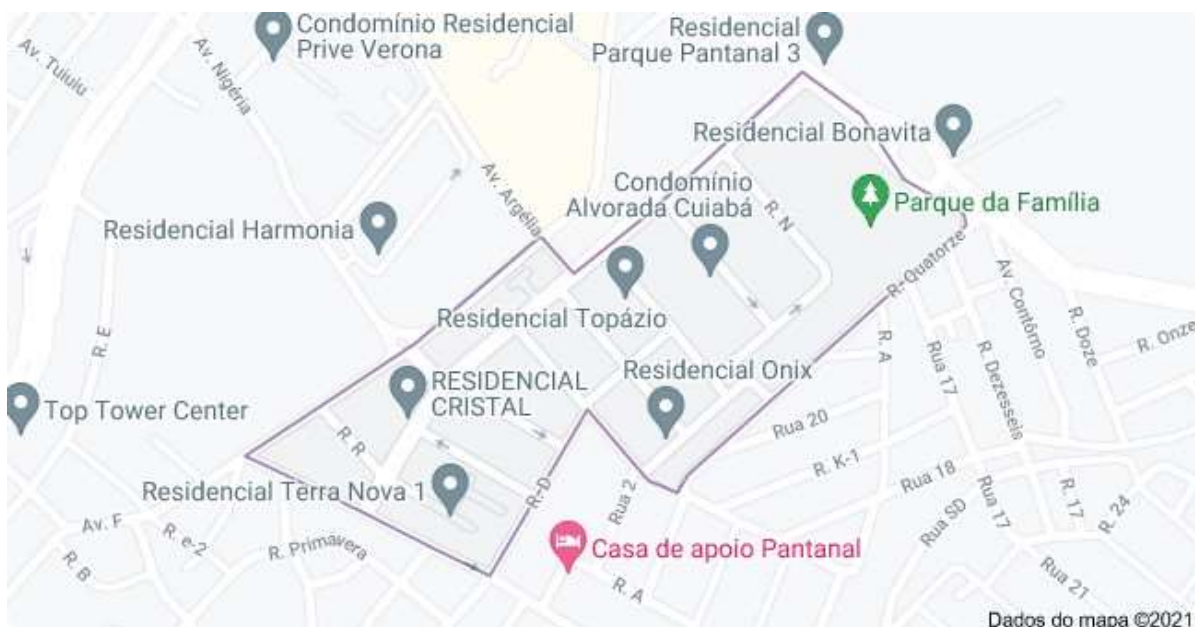 Condomínio Residencial
Prive Verona
Residencial
Parque Pantanal 3
Av. Tuiuiu
Av. Nigéria
Residencial Bonavita
Av. Argélia
Condomínio
Alvorada Cuiabá
R. N
Parque da Família
Residencial Harmonia
R. Quatorze
Av. Contôrno
R. Doze
R. Onze
R. E
Residencial Topázio
R. A
Rua 17
R. Dezesseis
Residencial Onix
RESIDENCIAL
CRISTAL
Top Tower Center
Rua 20
R. R
R. K-1
Rua 18
Residencial Terra Nova 1
R. D
Rua 2
Rua SD
Rua 17
R. 17
R. 24
Av. F
R. e-2
R. Primavera
Casa de apoio Pantanal
R. B
R. A
Rua 21
Dados do mapa ©2021